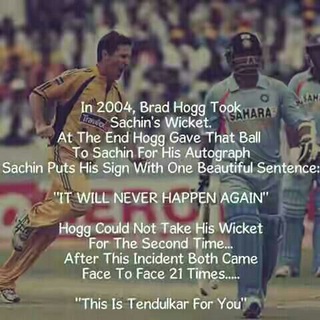 In 2004, Brad Hogg Took
Sachin's Wicket.
At The End Hogg Gave That Ball
To Sachin For His Autograph
Sachin Puts His Sign With One Beautiful Sentence:
"IT WILL NEVER HAPPEN AGAIN"
Hogg Could Not Take His Wicket
For The Second Time...
After This Incident Both Came
Face To Face 21 Times.....
"This Is Tendulkar For You"
Travelex
SAHARA